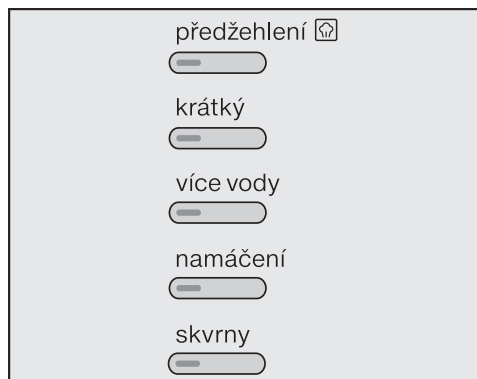 předžehlení
krátký
více vody
namáčení
skvrny